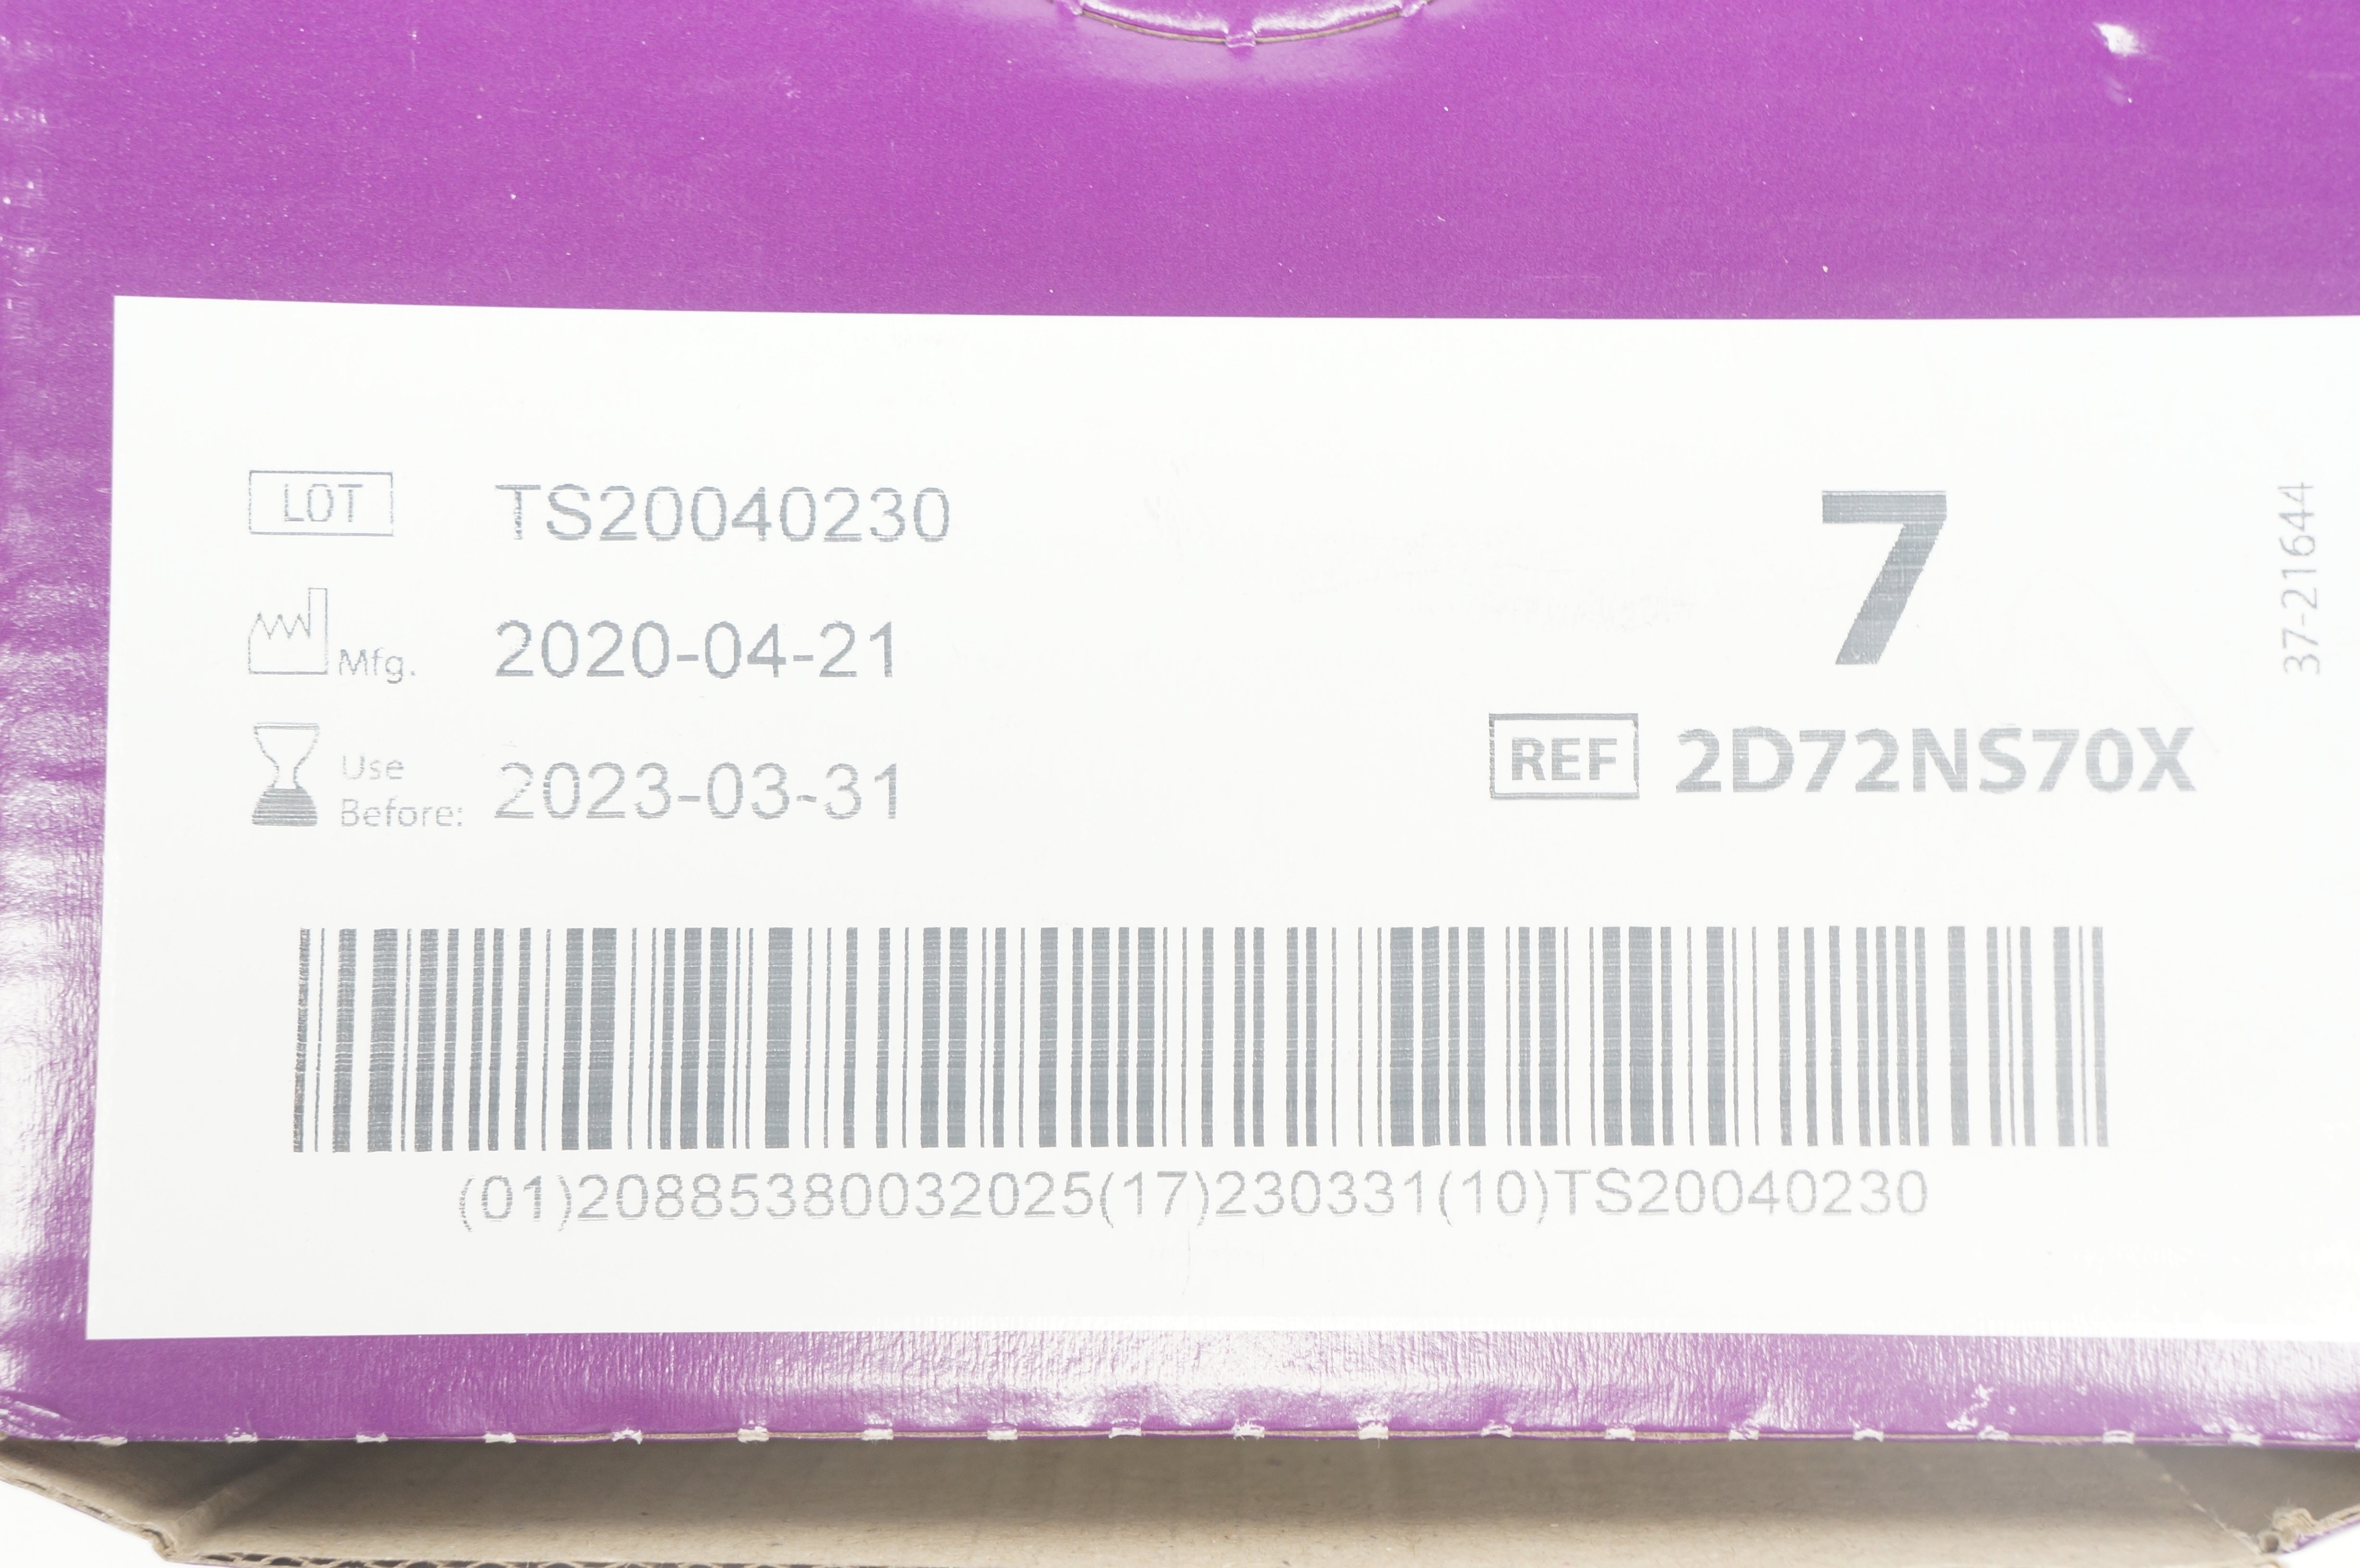 LOT TS20040230
Mfg. 2020-04-21
Use Before: 2023-03-31
7
REF 2D72NS70X
37-21644
(01)20885380032025(17)230331(10)TS20040230